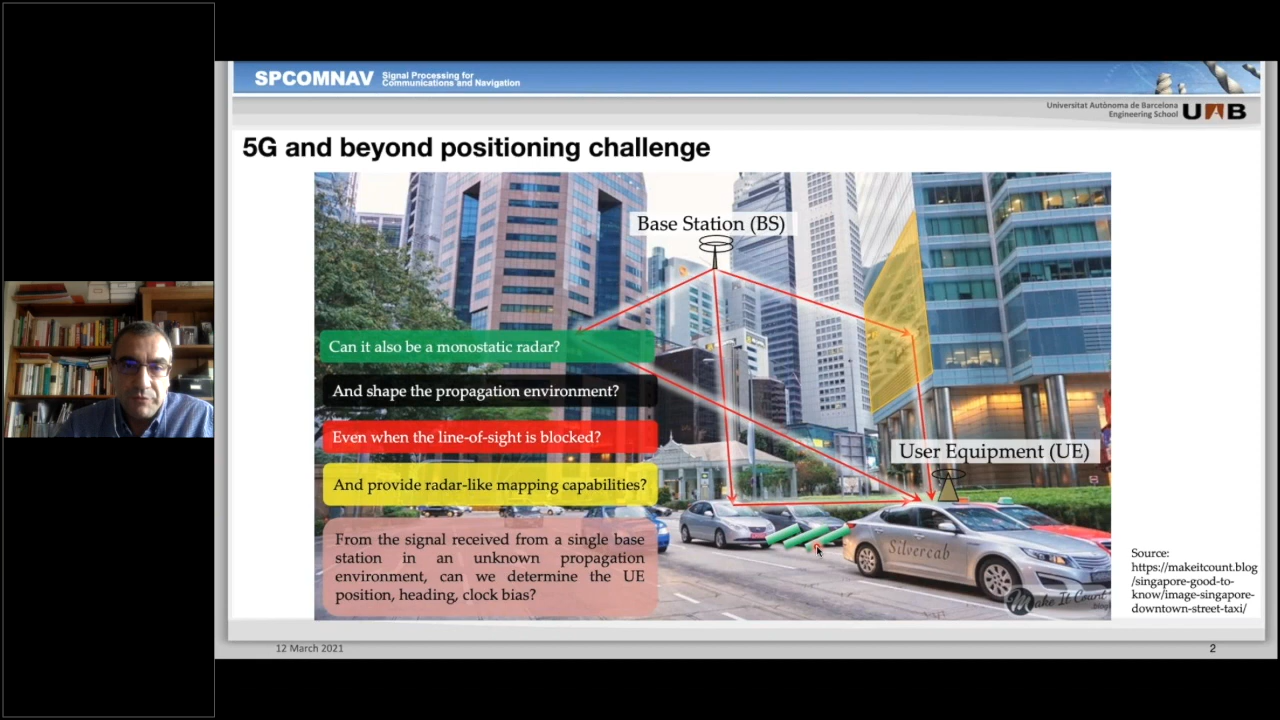 SPCOMNAV
Signal Processing for
Communications and Navigation
Universitat Autònoma de Barcelona
Engineering School
UAB
5G and beyond positioning challenge
Base Station (BS)
Can it also be a monostatic radar?
And shape the propagation environment?
Even when the line-of-sight is blocked?
And provide radar-like mapping capabilities?
From the signal received from a single base
station in an unknown propagation
environment, can we determine the UE
position, heading, clock bias?
User Equipment (UE)
Silvercab
Make It Count
blog
Source:
https://makeitcount.blog
/singapore-good-to-
know/image-singapore-
downtown-street-taxi/
12 March 2021
2